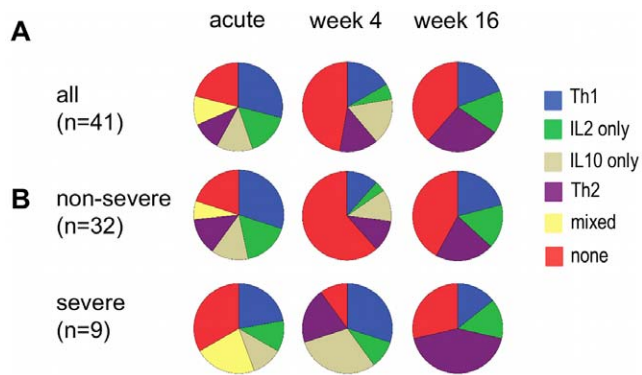 A
acute
week 4
week 16
all
(n=41)
B
non-severe
(n=32)
severe
(n=9)
Th1
IL2 only
IL10 only
Th2
mixed
none